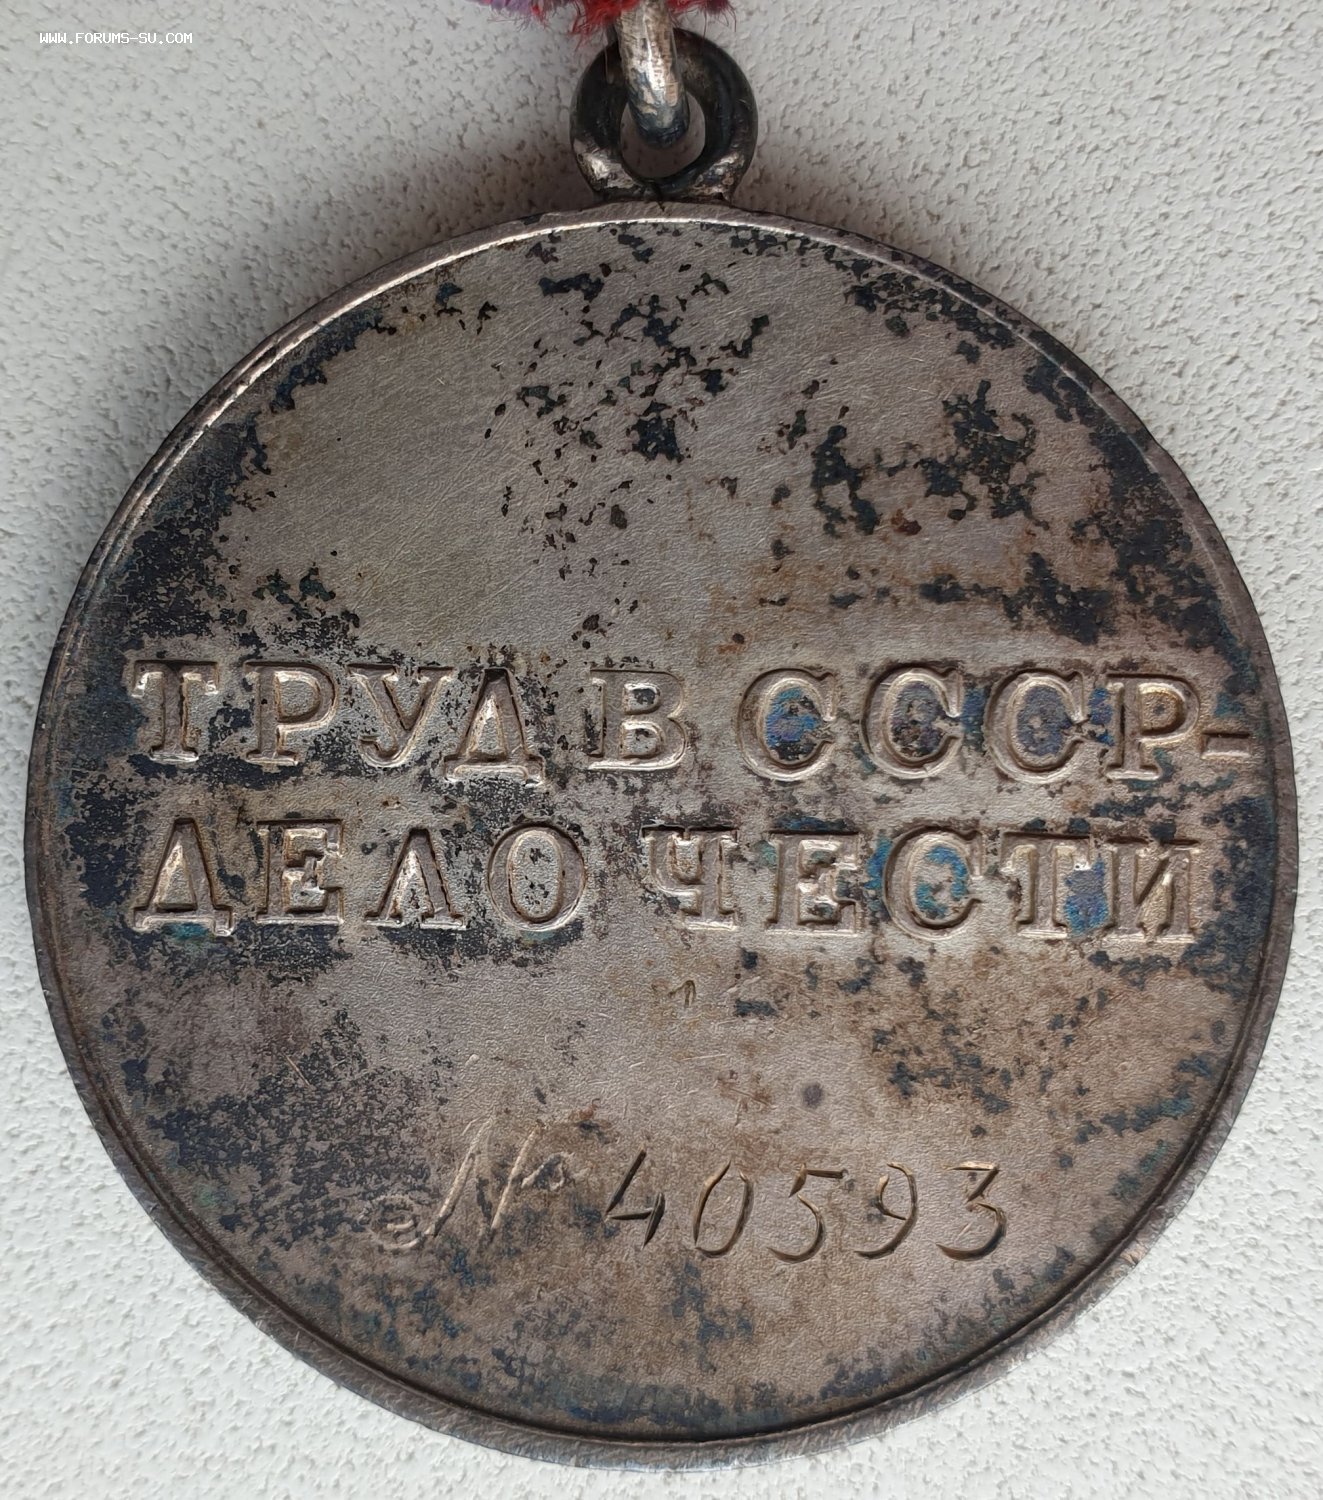 WWW.FORUMS-SU.COM
ТРУД В СССР-
ДЕЛО ЧЕСТИ
№ 40593